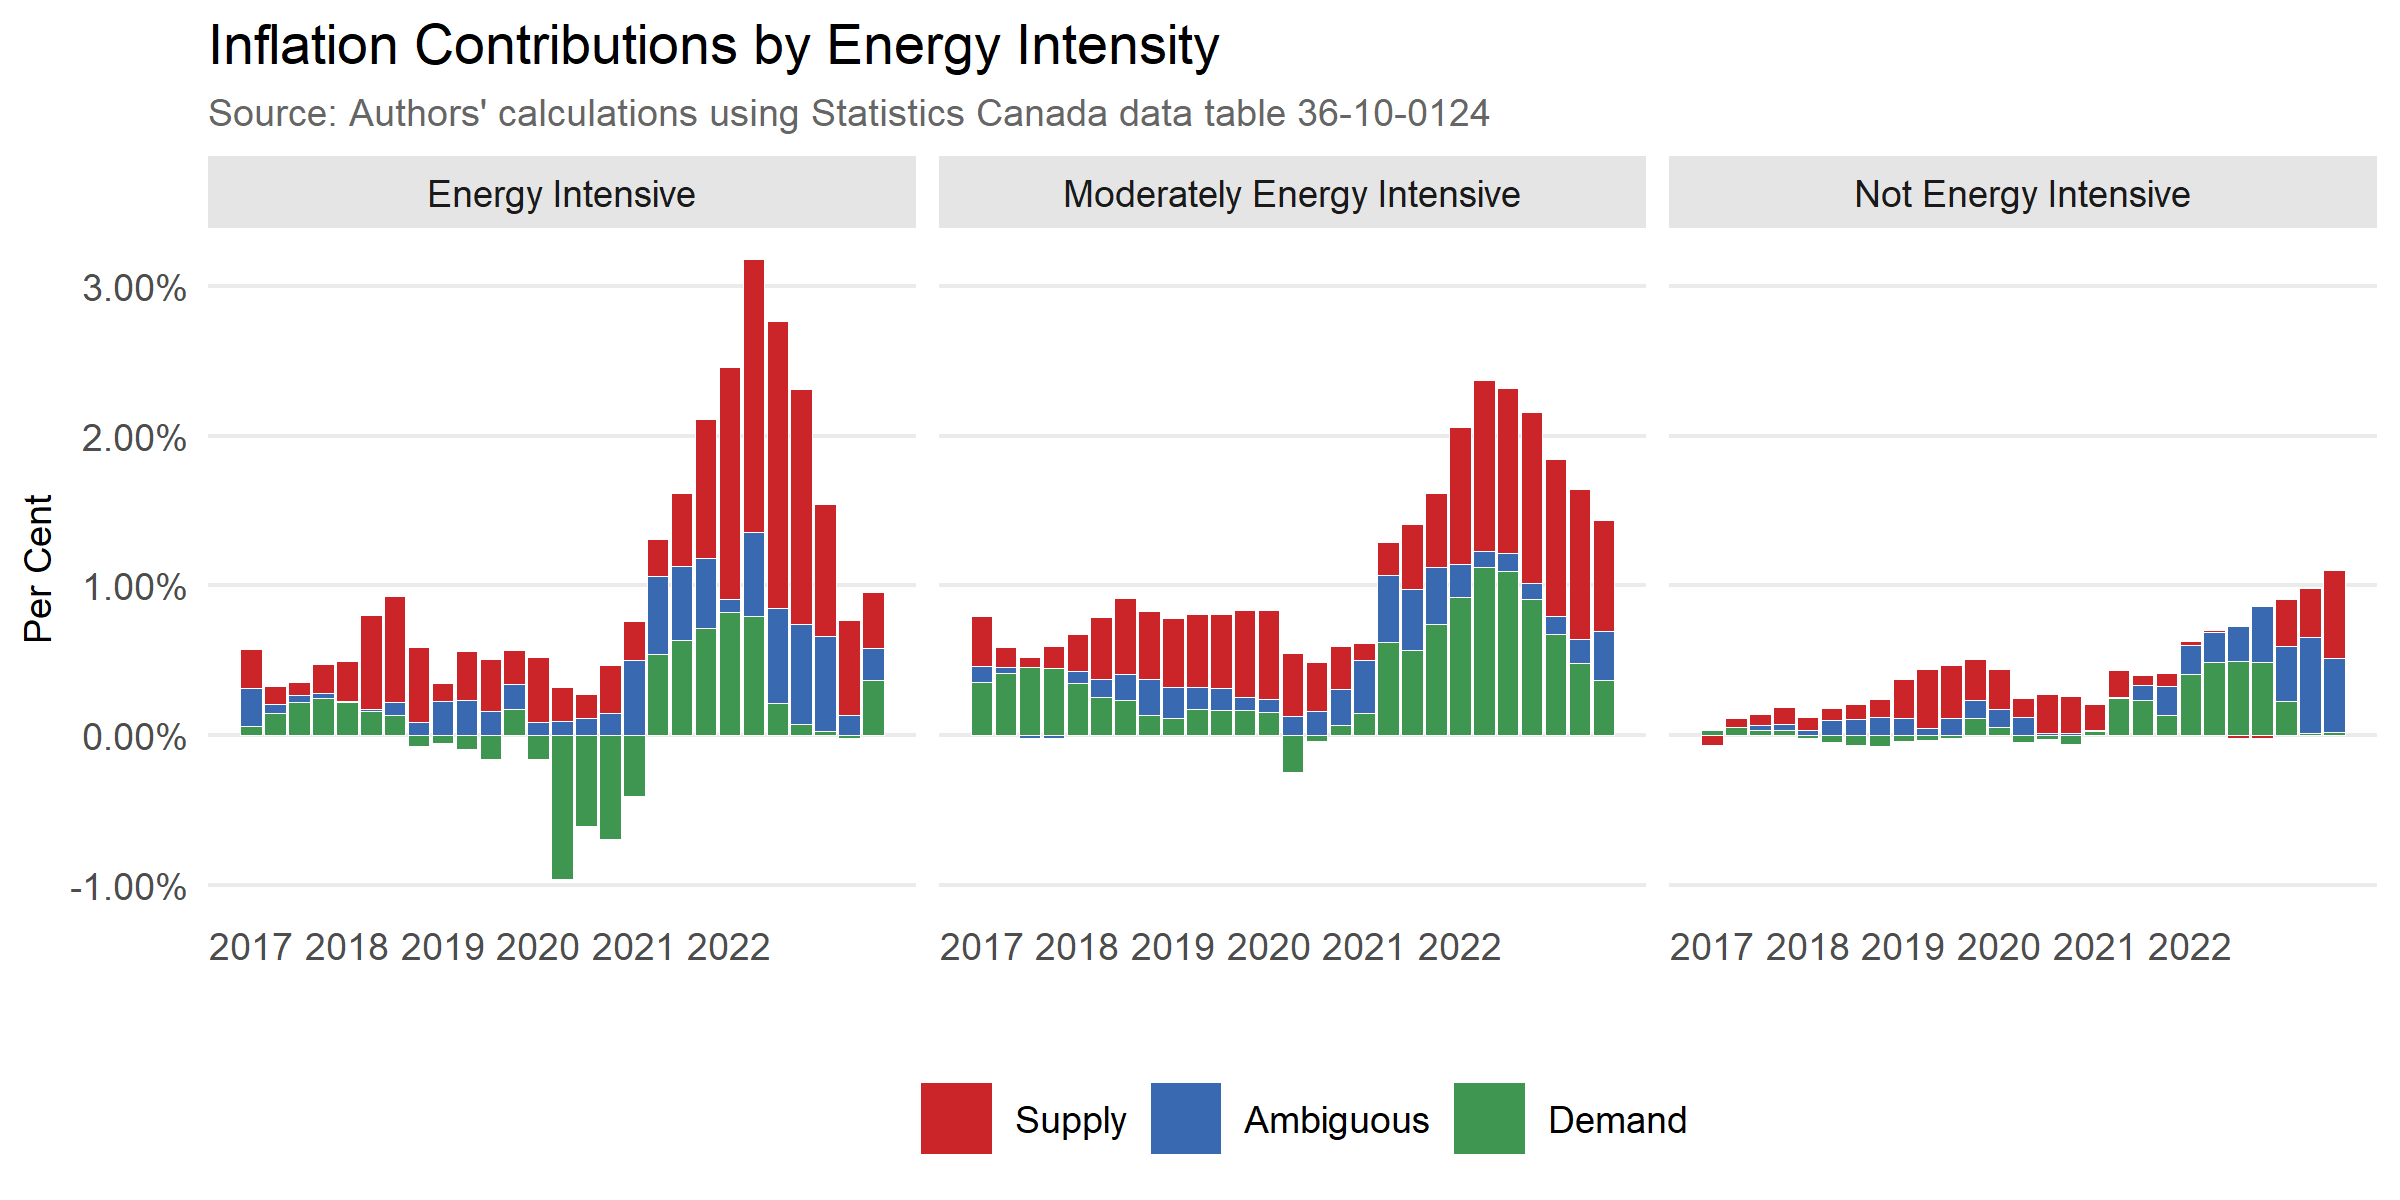 Inflation Contributions by Energy Intensity
Source: Authors' calculations using Statistics Canada data table 36-10-0124
Energy Intensive
Moderately Energy Intensive
Not Energy Intensive
Per Cent
3.00%
2.00%
1.00%
0.00%
-1.00%
2017 2018 2019 2020 2021 2022
2017 2018 2019 2020 2021 2022
2017 2018 2019 2020 2021 2022
Supply
Ambiguous
Demand